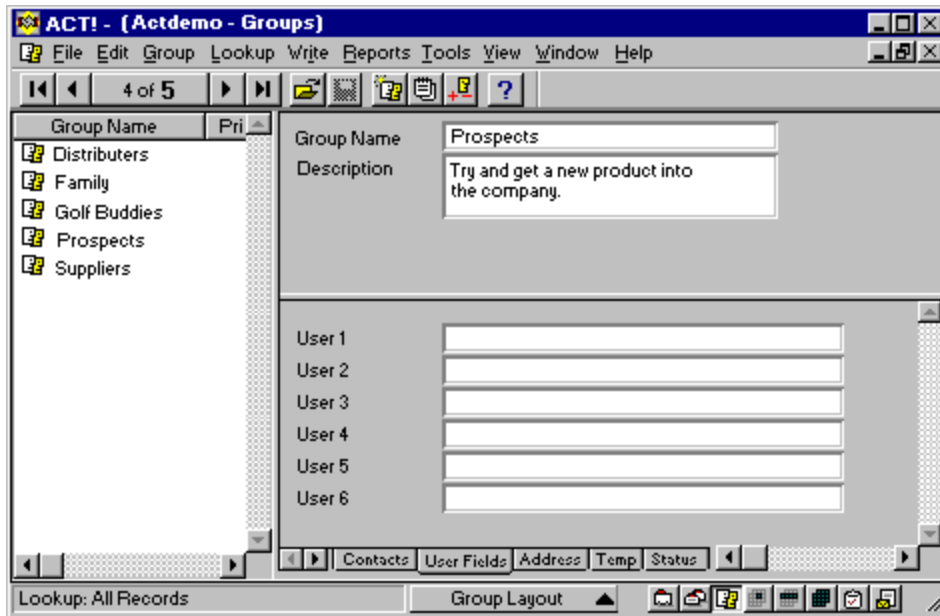 ACT! - (Actdemo - Groups)
File Edit Group Lookup Write Reports Tools View Window Help
4 of 5 ?
Group Name Pri
Distributers
Family
Golf Buddies
Prospects
Suppliers
Group Name Prospects
Description Try and get a new product into
the company.
User 1
User 2
User 3
User 4
User 5
User 6
Contacts User Fields Address Temp Status
Lookup: All Records Group Layout